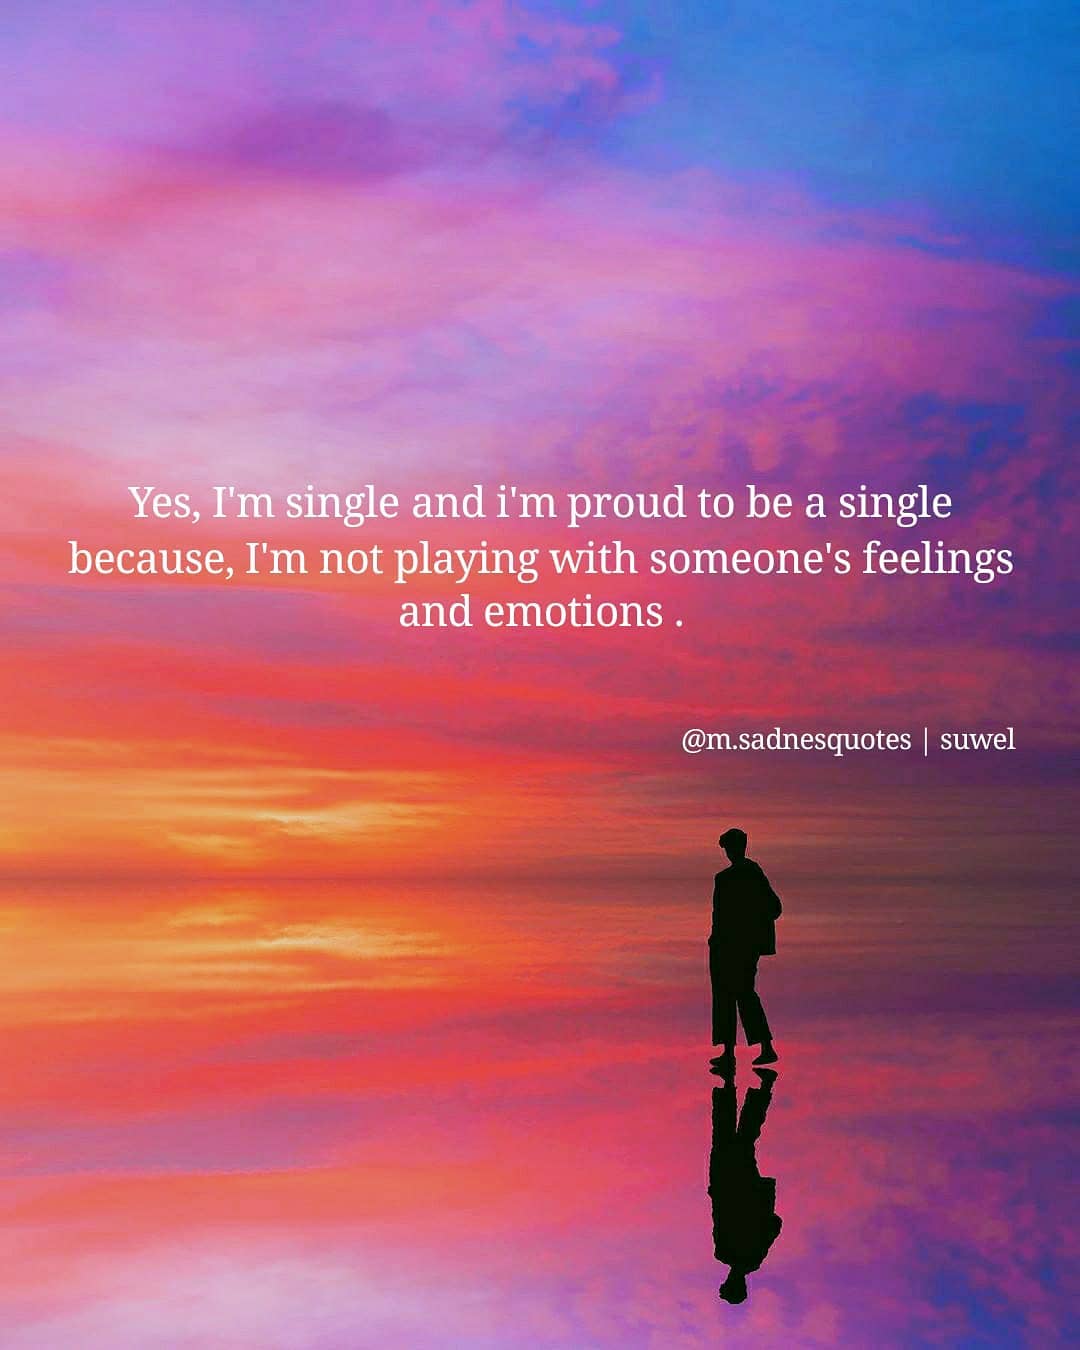 Yes, I'm single and i'm proud to be a single
because, I'm not playing with someone's feelings
and emotions .
@m.sadnesquotes | suwel